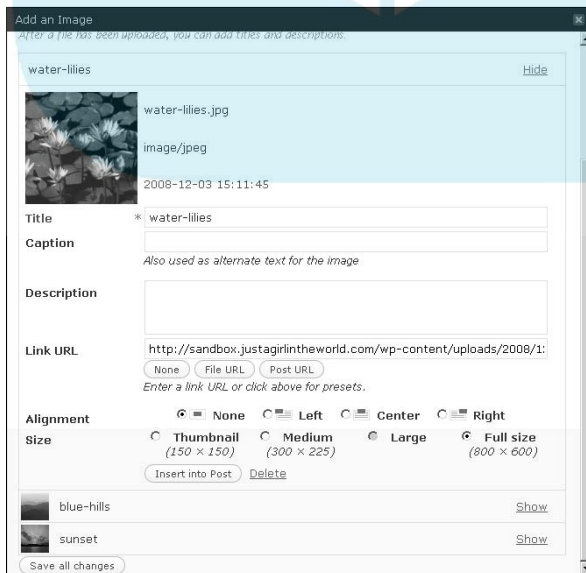 Add an Image
After a file has been uploaded, you can add titles and descriptions.
water-lilies Hide
water-lilies.jpg
image/jpeg
2008-12-03 15:11:45
Title * water-lilies
Caption
Also used as alternate text for the image
Description
Link URL http://sandbox.justagirlintheworld.com/wp-content/uploads/2008/1
None File URL Post URL
Enter a link URL or click above for presets.
Alignment None Left Center Right
Size Thumbnail Medium Large Full size
(150 × 150) (300 × 225) (800 × 600)
Insert into Post Delete
blue-hills Show
sunset Show
Save all changes